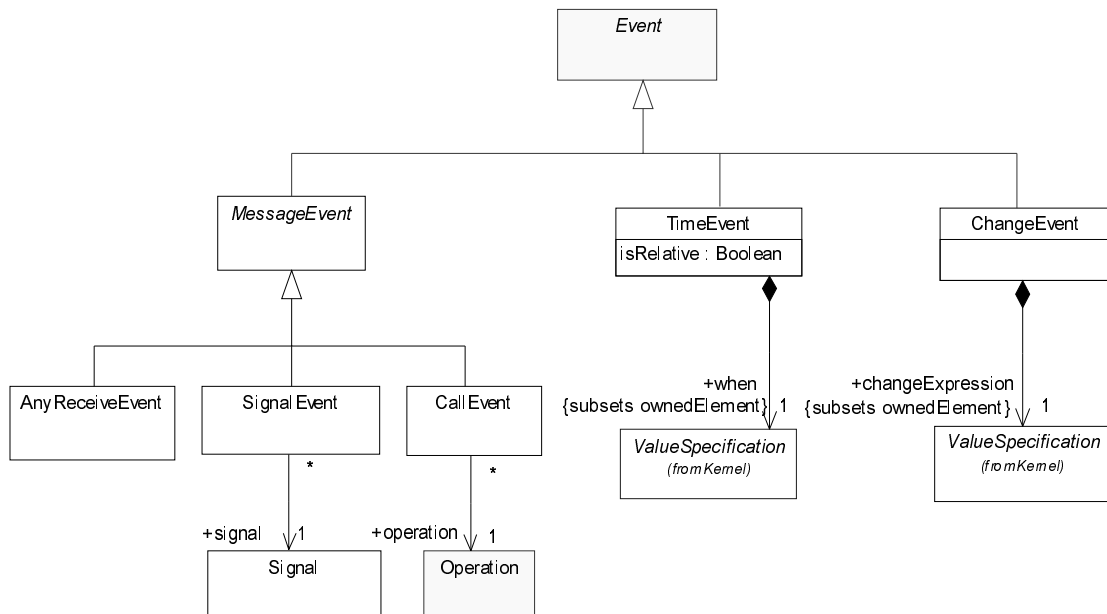 Event
MessageEvent
TimeEvent
isRelative : Boolean
ChangeEvent
AnyReceiveEvent
SignalEvent
CallEvent
+when
{subsets ownedElement}
1
+changeExpression
{subsets ownedElement}
1
ValueSpecification
(fromKernel)
ValueSpecification
(fromKernel)
*
*
+signal
1
+operation
1
Signal
Operation